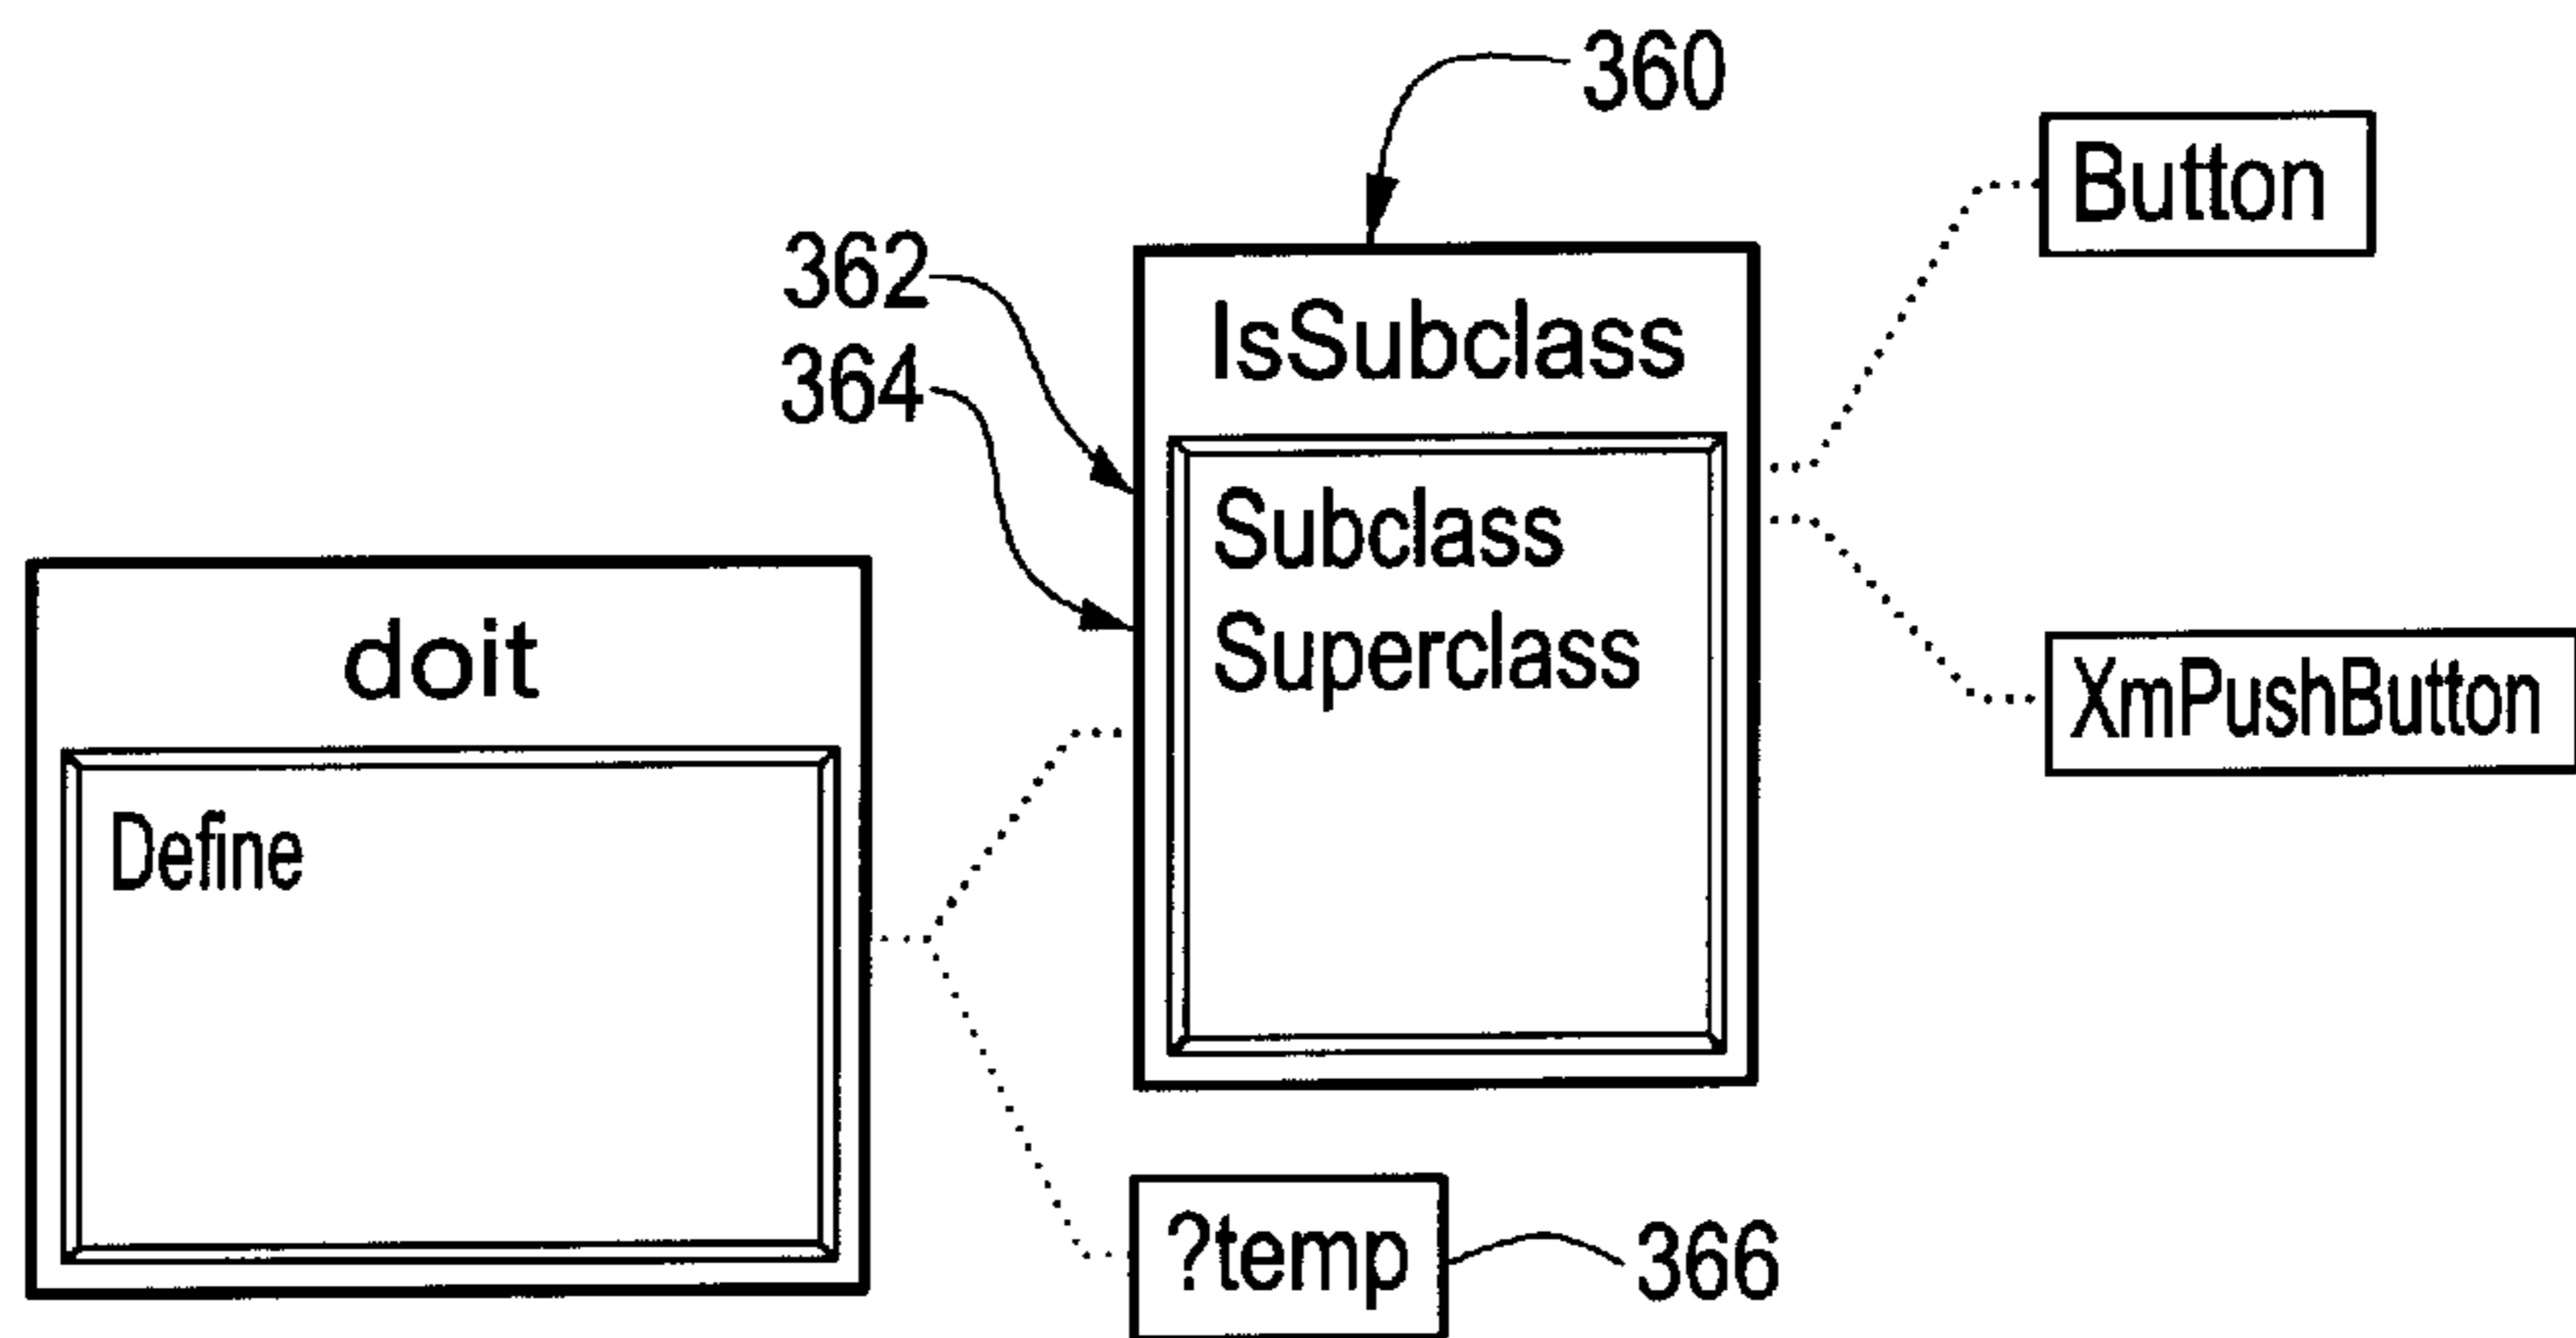 360
Button
362
IsSubclass
364
Subclass
Superclass
doit
XmPushButton
Define
?temp
366